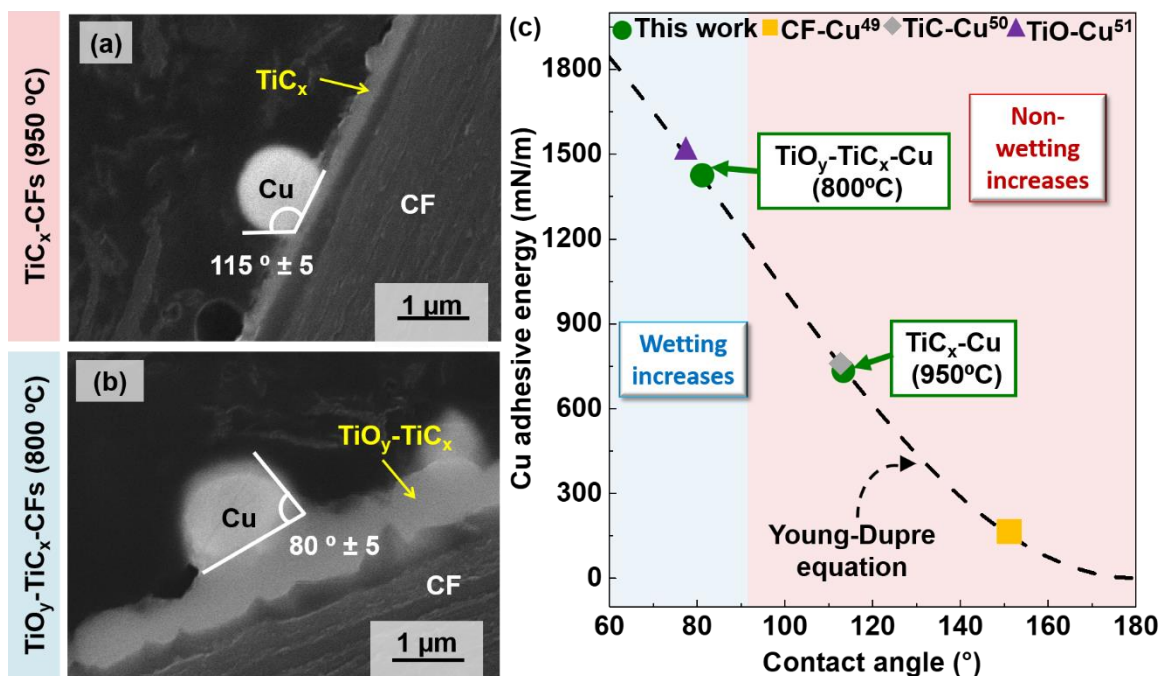 TiCₓ-CFs (950 ºC)
(a)
TiCₓ
Cu
CF
115 º ± 5
1 µm
TiOᵧ-TiCₓ-CFs (800 ºC)
(b)
TiOᵧ-TiCₓ
Cu
80 º ± 5
CF
1 µm
(c)
This work CF-Cu⁴⁹ TiC-Cu⁵⁰ TiO-Cu⁵¹
Cu adhesive energy (mN/m)
1800
1500
1200
900
600
300
0
Non-
wetting
increases
TiOᵧ-TiCₓ-Cu
(800ºC)
Wetting
increases
TiCₓ-Cu
(950ºC)
Young-Dupre
equation
60 80 100 120 140 160 180
Contact angle (°)